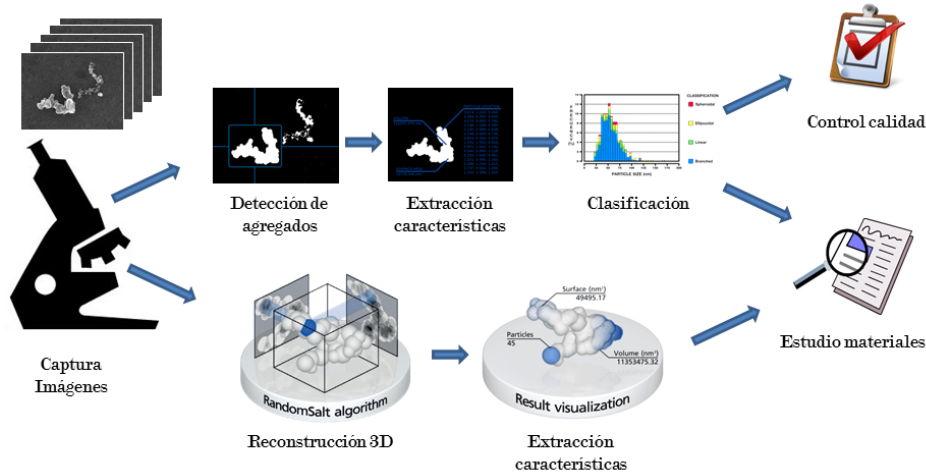 Captura
Imágenes
Detección de
agregados
Extracción
características
CLASSIFICATION
Spheroidal
Ellipsoidal
Linear
Branched
PARTICLE SIZE (nm)
Clasificación
Control calidad
Estudio materiales
RandomSalt algorithm
Reconstrucción 3D
Surface (nm²)
49495.17
Particles
45
Volume (nm³)
11353475.32
Result visualization
Extracción
características